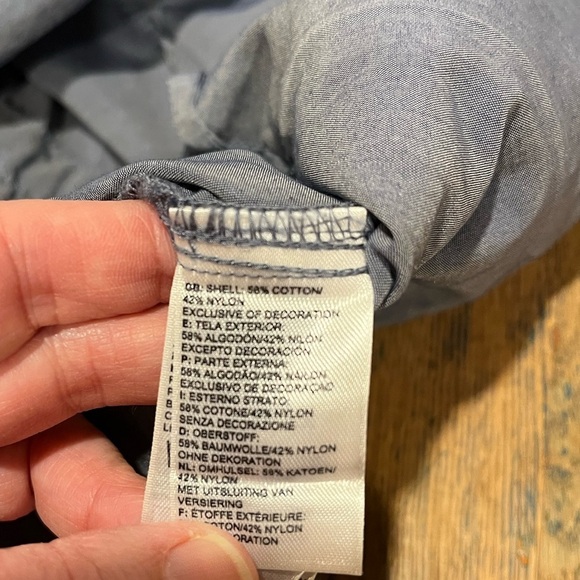 GB: SHELL: 58% COTTON/
42% NYLON
EXCLUSIVE OF DECORATION
E: TELA EXTERIOR:
58% ALGODÓN/42% NILÓN
EXCEPTO DECORACIÓN
P: PARTE EXTERNA:
58% ALGODÃO/42% NÁILON
EXCLUSIVO DE DECORAÇÃO
I: ESTERNO STRATO:
58% COTONE/42% NYLON
SENZA DECORAZIONE
D: OBERSTOFF:
58% BAUMWOLLE/42% NYLON
OHNE DEKORATION
NL: OMHULSEL: 58% KATOEN/
42% NYLON
MET UITSLUITING VAN
VERSIERING
F: ÉTOFFE EXTÉRIEURE:
COTON/42% NYLON